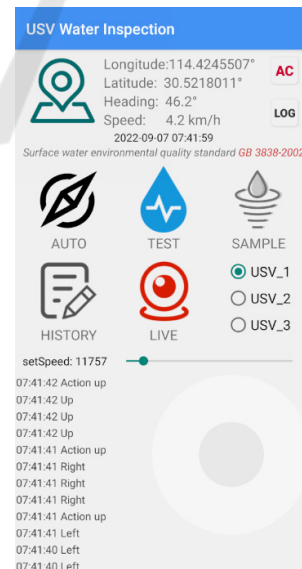 USV Water Inspection
Longitude:114.4245507°
Latitude: 30.5218011°
Heading: 46.2°
Speed: 4.2 km/h
AC
LOG
2022-09-07 07:41:59
Surface water environmental quality standard GB 3838-2002
AUTO
TEST
SAMPLE
HISTORY
LIVE
USV_1
USV_2
USV_3
setSpeed: 11757
07:41:42 Action up
07:41:42 Up
07:41:42 Up
07:41:42 Up
07:41:41 Action up
07:41:41 Right
07:41:41 Right
07:41:41 Right
07:41:41 Action up
07:41:41 Left
07:41:40 Left
07:41:40 Left